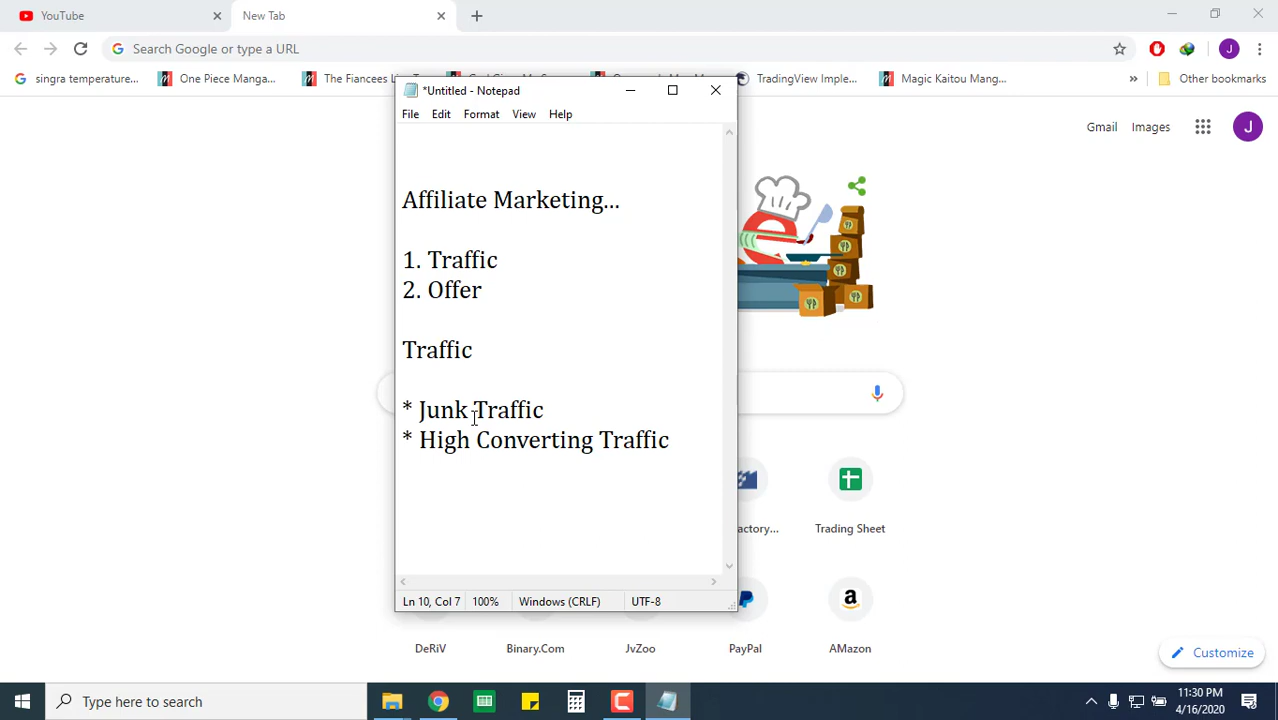 YouTube
New Tab
Search Google or type a URL
singra temperature...
One Piece Manga...
The Fiancees Li
TradingView Imple...
Magic Kaitou Mang...
Other bookmarks
*Untitled - Notepad
File Edit Format View Help
Gmail Images
J
J
Affiliate Marketing...
1. Traffic
2. Offer
Traffic
* Junk Traffic
* High Converting Traffic
actory...
Trading Sheet
Ln 10, Col 7
100%
Windows (CRLF)
UTF-8
DeRiV
Binary.Com
JvZoo
PayPal
AMazon
Customize
Type here to search
11:30 PM
4/16/2020